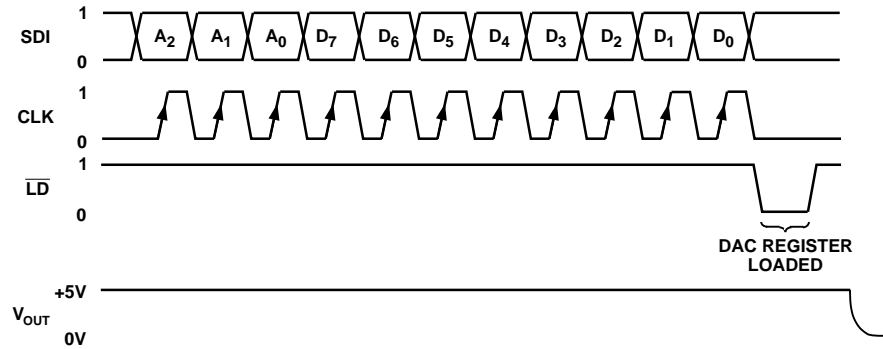 1
SDI
0
A2 A1 A0 D7 D6 D5 D4 D3 D2 D1 D0
1
CLK
0
1
LD
0
DAC REGISTER
LOADED
+5V
VOUT
0V